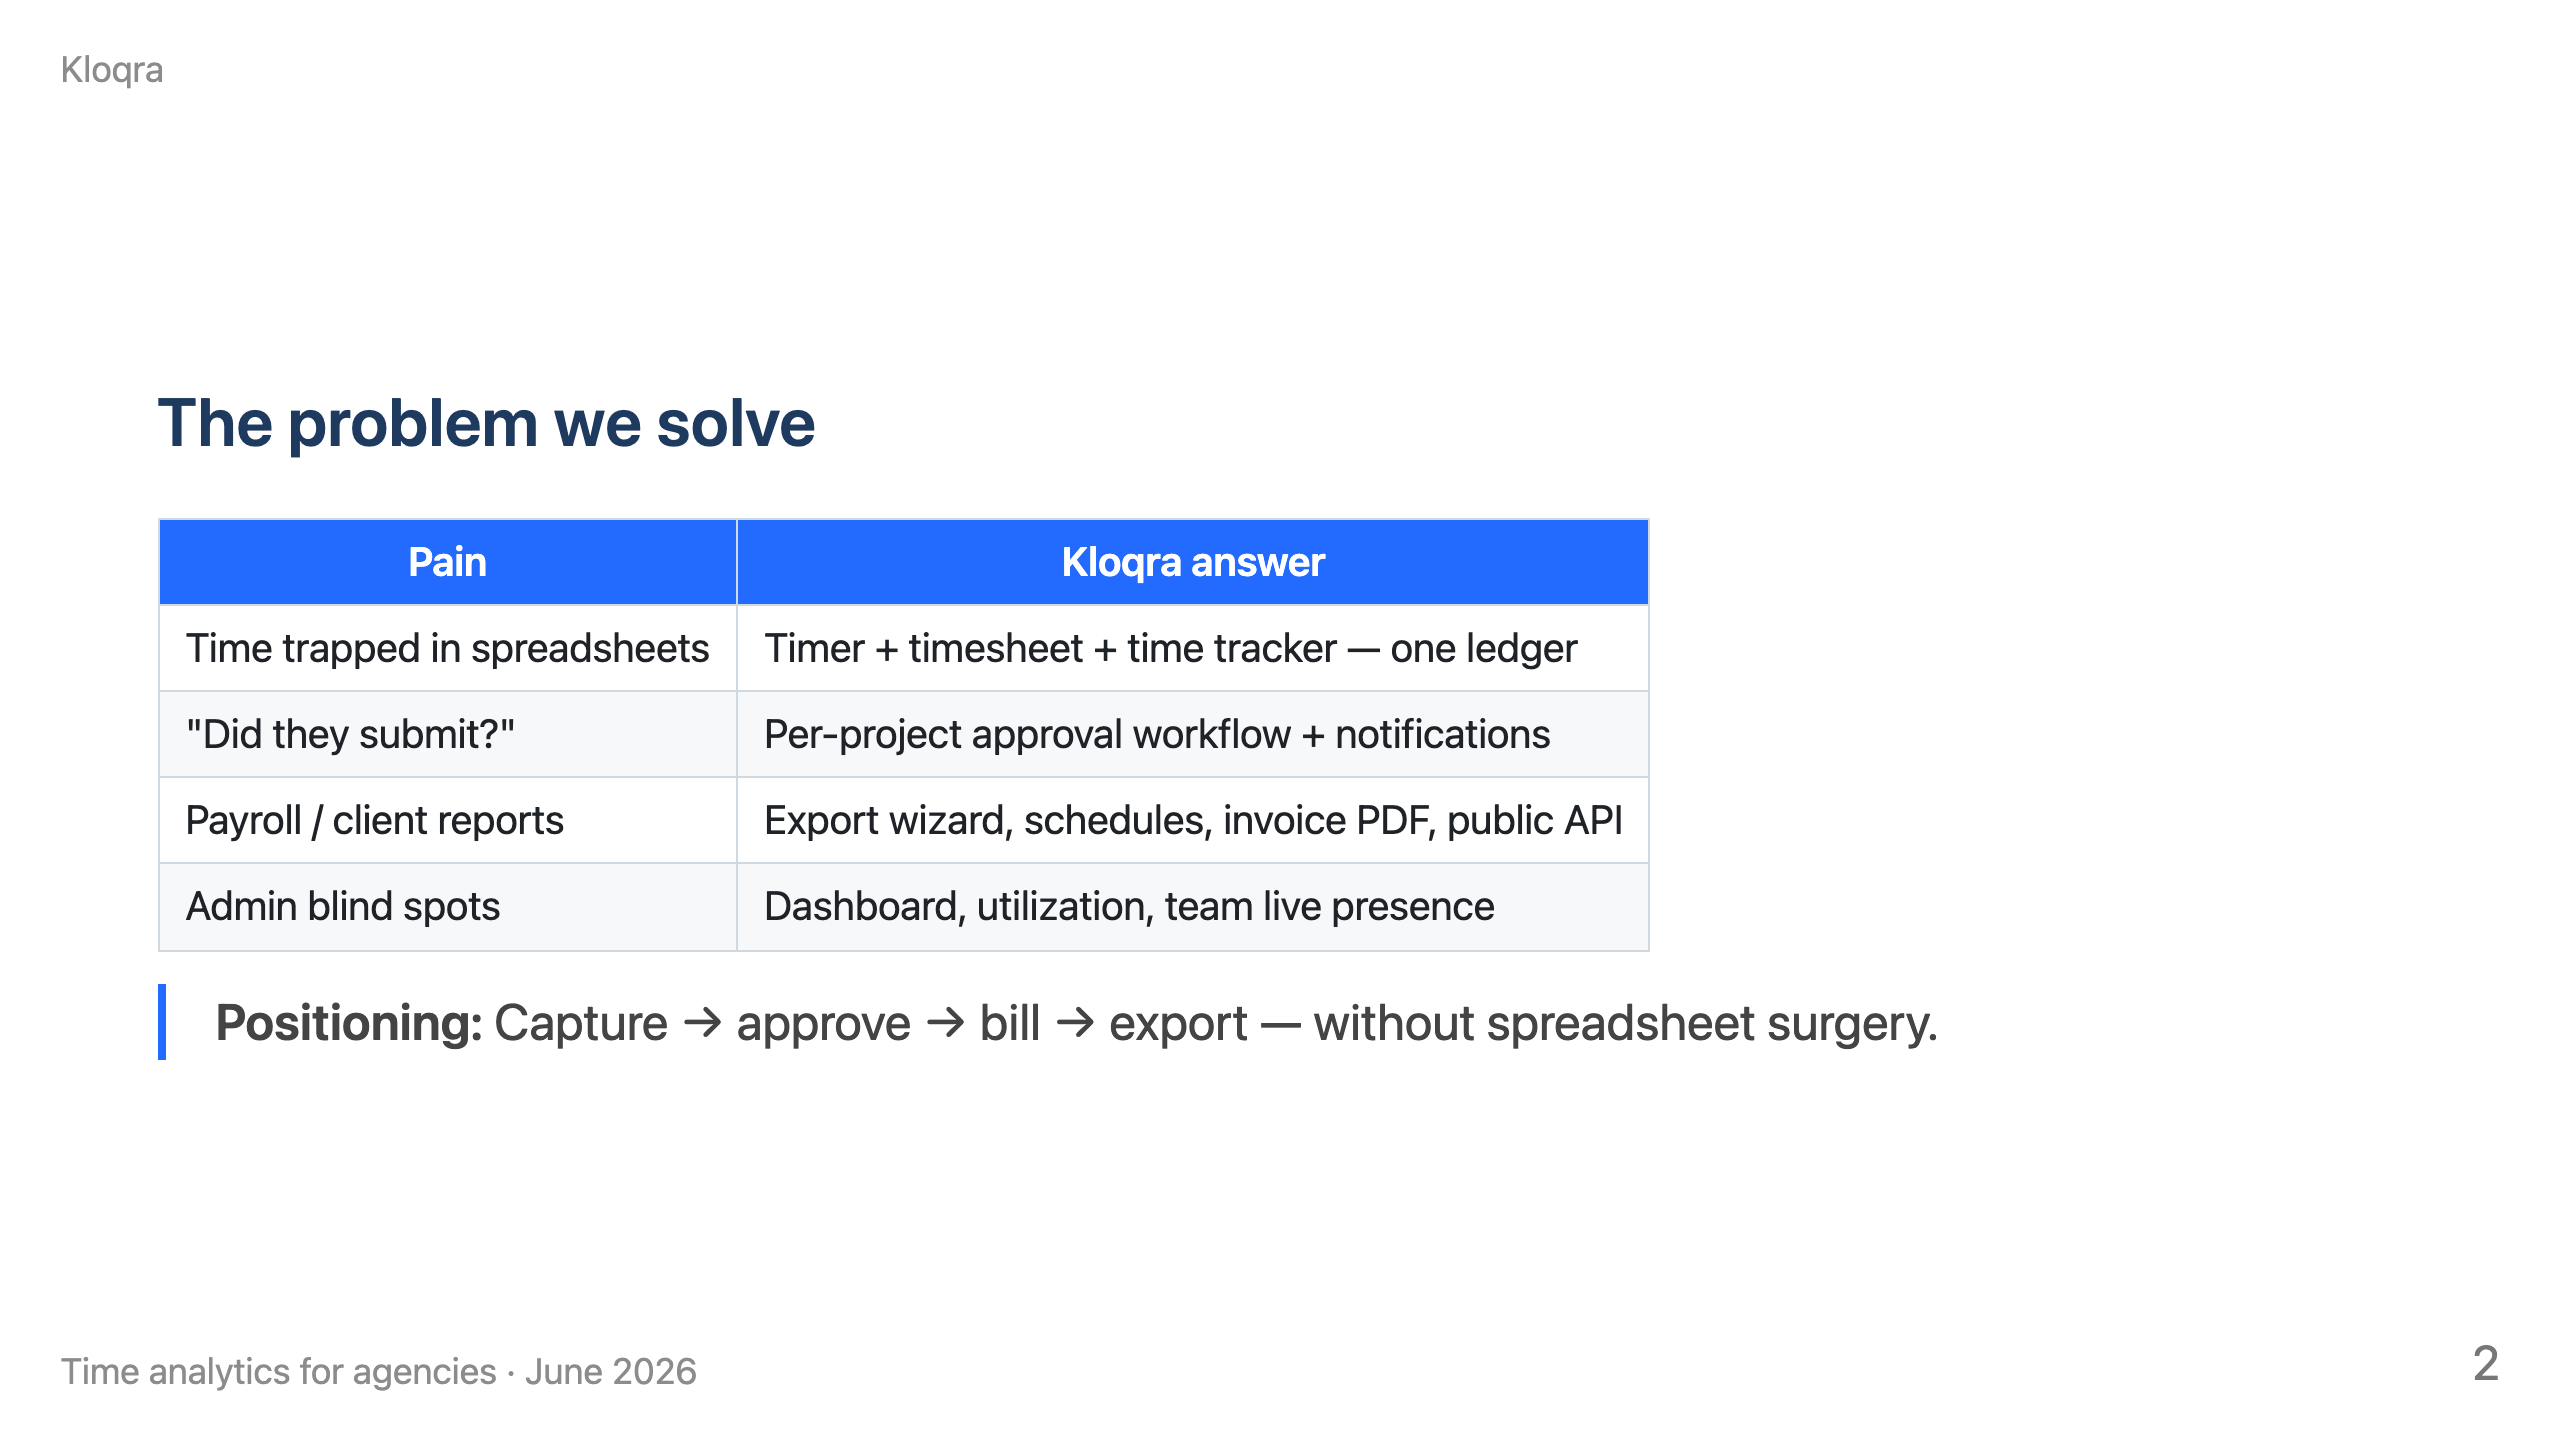 Kloqra
The problem we solve
Pain
Kloqra answer
Time trapped in spreadsheets
Timer + timesheet + time tracker — one ledger
"Did they submit?"
Per-project approval workflow + notifications
Payroll / client reports
Export wizard, schedules, invoice PDF, public API
Admin blind spots
Dashboard, utilization, team live presence
Positioning: Capture → approve → bill → export — without spreadsheet surgery.
Time analytics for agencies · June 2026
2